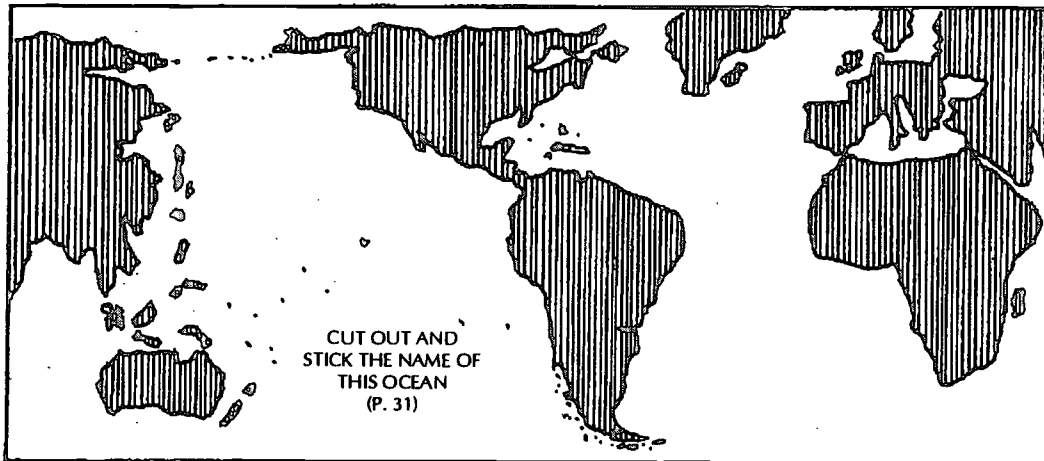 CUT OUT AND
STICK THE NAME OF
THIS OCEAN
(P. 31)